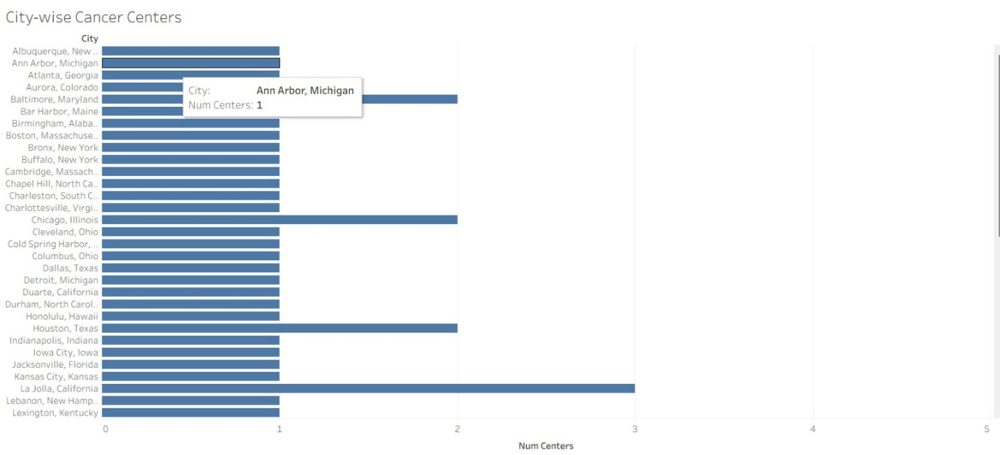 City-wise Cancer Centers
City
Albuquerque, New ..
Ann Arbor, Michigan
Atlanta, Georgia
Aurora, Colorado
City: Ann Arbor, Michigan
Baltimore, Maryland
Num Centers: 1
Bar Harbor, Maine
Birmingham, Alaba..
Boston, Massachuse..
Bronx, New York
Buffalo, New York
Cambridge, Massach..
Chapel Hill, North Ca..
Charleston, South C..
Charlottesville, Virgi..
Chicago, Illinois
Cleveland, Ohio
Cold Spring Harbor, ..
Columbus, Ohio
Dallas, Texas
Detroit, Michigan
Duarte, California
Durham, North Carol..
Honolulu, Hawaii
Houston, Texas
Indianapolis, Indiana
Iowa City, Iowa
Jacksonville, Florida
Kansas City, Kansas
La Jolla, California
Lebanon, New Hamp..
Lexington, Kentucky
0 1 2 3 4 5
Num Centers